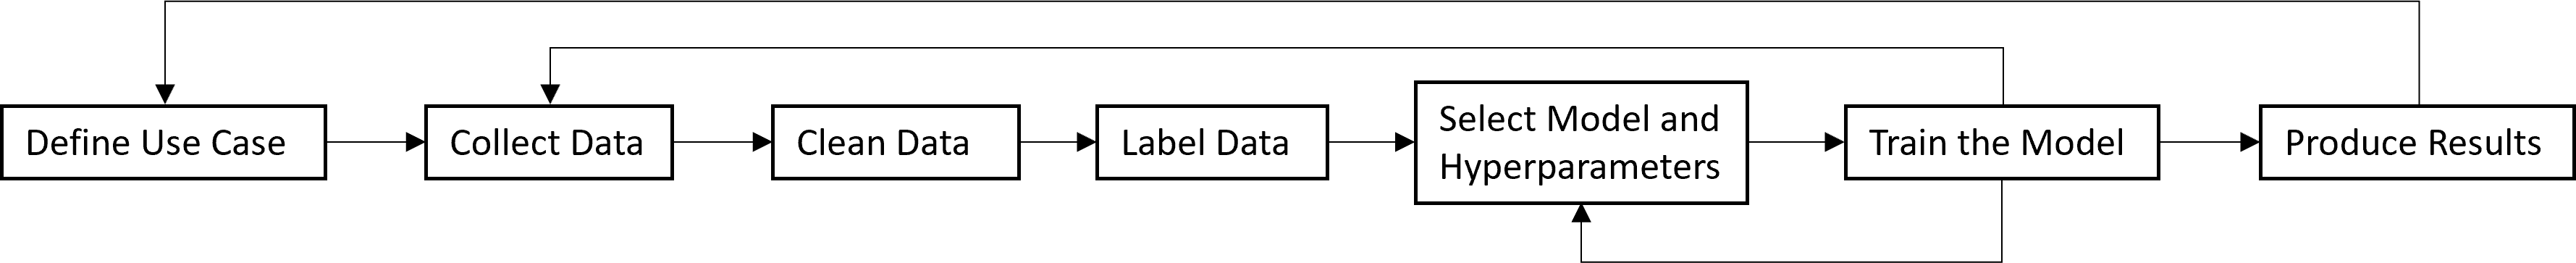 Define Use Case
Collect Data
Clean Data
Label Data
Select Model and
Hyperparameters
Train the Model
Produce Results